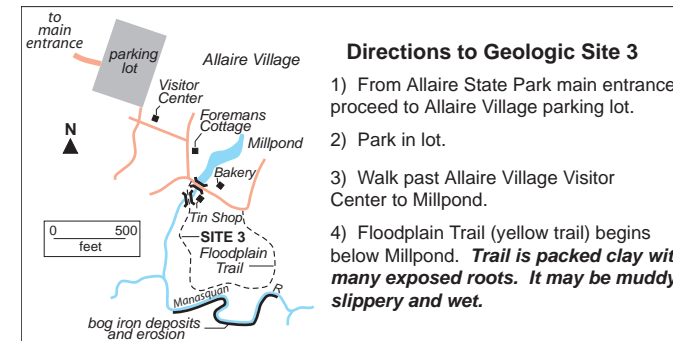 to
main
entrance
parking
lot
Allaire Village
Visitor
Center
Foremans
Cottage
Millpond
N
Bakery
Tin Shop
0 500
feet
SITE 3
Floodplain
Trail
Manasquan R
bog iron deposits
and erosion
Directions to Geologic Site 3
1) From Allaire State Park main entrance
proceed to Allaire Village parking lot.
2) Park in lot.
3) Walk past Allaire Village Visitor
Center to Millpond.
4) Floodplain Trail (yellow trail) begins
below Millpond. Trail is packed clay wit
many exposed roots. It may be muddy
slippery and wet.